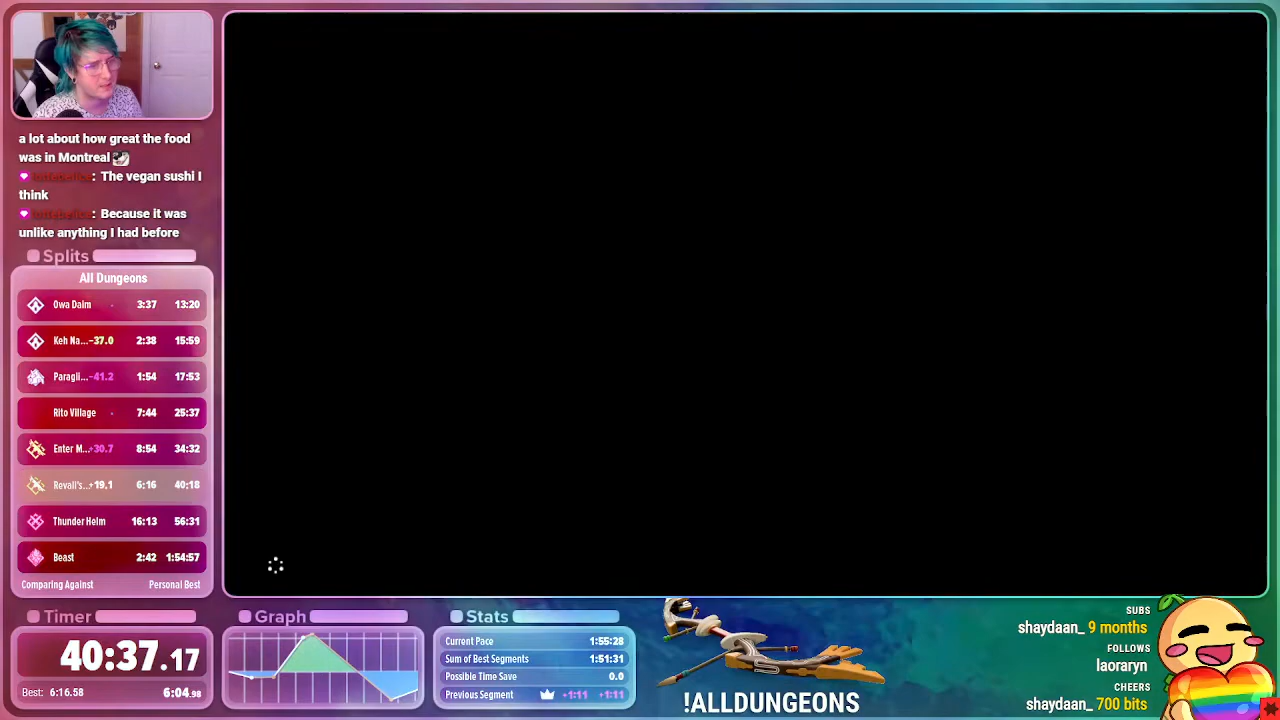 a lot about how great the food
was in Montreal
: The vegan sushi I
think
: Because it was
unlike anything I had before
Splits
All Dungeons
Owa Daim - 3:37 13:20
Keh Na... -37.0 2:38 15:59
Paragli... -41.2 1:54 17:53
Rito Village - 7:44 25:37
Enter M... +30.7 8:54 34:32
Revali's... +19.1 6:16 40:18
Thunder Helm 16:13 56:31
Beast 2:42 1:54:57
Comparing Against Personal Best
Timer
40:37.17
Best: 6:16.58 6:04.98
Graph
Stats
Current Pace 1:55:28
Sum of Best Segments 1:51:31
Possible Time Save 0.0
Previous Segment +1:11 +1:11
!ALLDUNGEONS
SUBS
shaydaan_ 9 months
FOLLOWS
laoraryn
CHEERS
shaydaan_ 700 bits